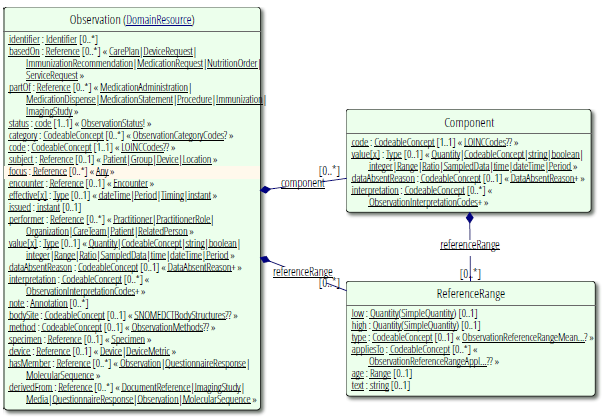 Observation (DomainResource)
identifier : Identifier [0..*]
basedOn : Reference [0..*] « CarePlan|DeviceRequest|
ImmunizationRecommendation|MedicationRequest|NutritionOrder|
ServiceRequest »
partOf : Reference [0..*] « MedicationAdministration|
MedicationDispense|MedicationStatement|Procedure|Immunization|
ImagingStudy »
status : code [1..1] « ObservationStatus! »
category : CodeableConcept [0..*] « ObservationCategoryCodes? »
code : CodeableConcept [1..1] « LOINCCodes?? »
subject : Reference [0..1] « Patient|Group|Device|Location »
focus : Reference [0..*] « Any »
encounter : Reference [0..1] « Encounter »
effective[x] : Type [0..1] « dateTime|Period|Timing|instant »
issued : instant [0..1]
performer : Reference [0..*] « Practitioner|PractitionerRole|
Organization|CareTeam|Patient|RelatedPerson »
value[x] : Type [0..1] « Quantity|CodeableConcept|string|boolean|
integer|Range|Ratio|SampledData|time|dateTime|Period »
dataAbsentReason : CodeableConcept [0..1] « DataAbsentReason+ »
interpretation : CodeableConcept [0..*] «
ObservationInterpretationCodes+ »
note : Annotation [0..*]
bodySite : CodeableConcept [0..1] « SNOMEDCTBodyStructures?? »
method : CodeableConcept [0..1] « ObservationMethods?? »
specimen : Reference [0..1] « Specimen »
device : Reference [0..1] « Device|DeviceMetric »
hasMember : Reference [0..*] « Observation|QuestionnaireResponse|
MolecularSequence »
derivedFrom : Reference [0..*] « DocumentReference|ImagingStudy|
Media|QuestionnaireResponse|Observation|MolecularSequence »
component
[0..*]
referenceRange
[0..*]
Component
code : CodeableConcept [1..1] « LOINCCodes?? »
value[x] : Type [0..1] « Quantity|CodeableConcept|string|boolean|
integer|Range|Ratio|SampledData|time|dateTime|Period »
dataAbsentReason : CodeableConcept [0..1] « DataAbsentReason+ »
interpretation : CodeableConcept [0..*] «
ObservationInterpretationCodes+ »
referenceRange
[0..*]
ReferenceRange
low : Quantity(SimpleQuantity) [0..1]
high : Quantity(SimpleQuantity) [0..1]
type : CodeableConcept [0..1] « ObservationReferenceRangeMean...? »
appliesTo : CodeableConcept [0..*] «
ObservationReferenceRangeAppl...?? »
age : Range [0..1]
text : string [0..1]